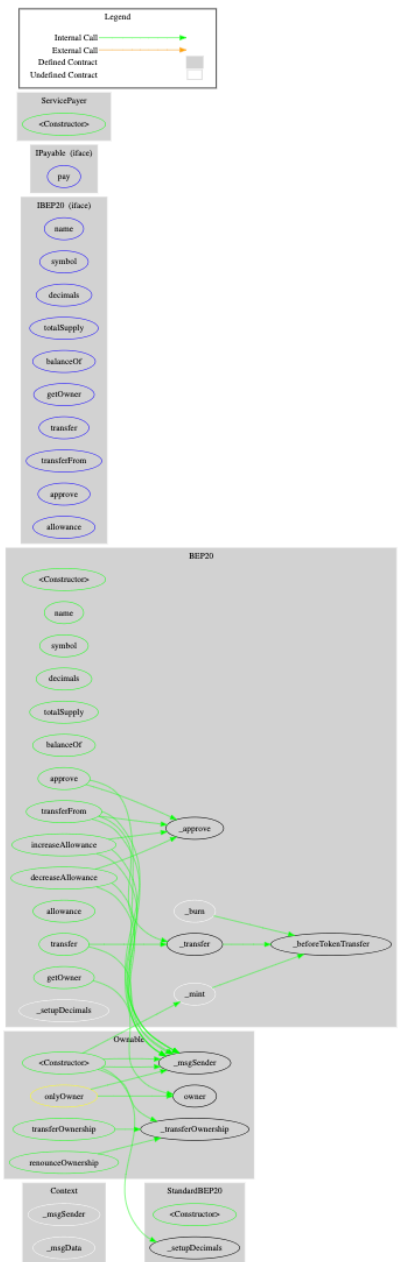 Legend
Internal Call
External Call
Defined Contract
Undefined Contract
ServicePayer
<Constructor>
IPayable (iface)
pay
IBEP20 (iface)
name
symbol
decimals
totalSupply
balanceOf
getOwner
transfer
transferFrom
approve
allowance
BEP20
<Constructor>
name
symbol
decimals
totalSupply
balanceOf
approve
transferFrom
_approve
increaseAllowance
decreaseAllowance
allowance
_burn
transfer
_transfer
_beforeTokenTransfer
getOwner
_mint
_setupDecimals
Ownable
<Constructor>
_msgSender
onlyOwner
owner
transferOwnership
_transferOwnership
renounceOwnership
Context
_msgSender
_msgData
StandardBEP20
<Constructor>
_setupDecimals